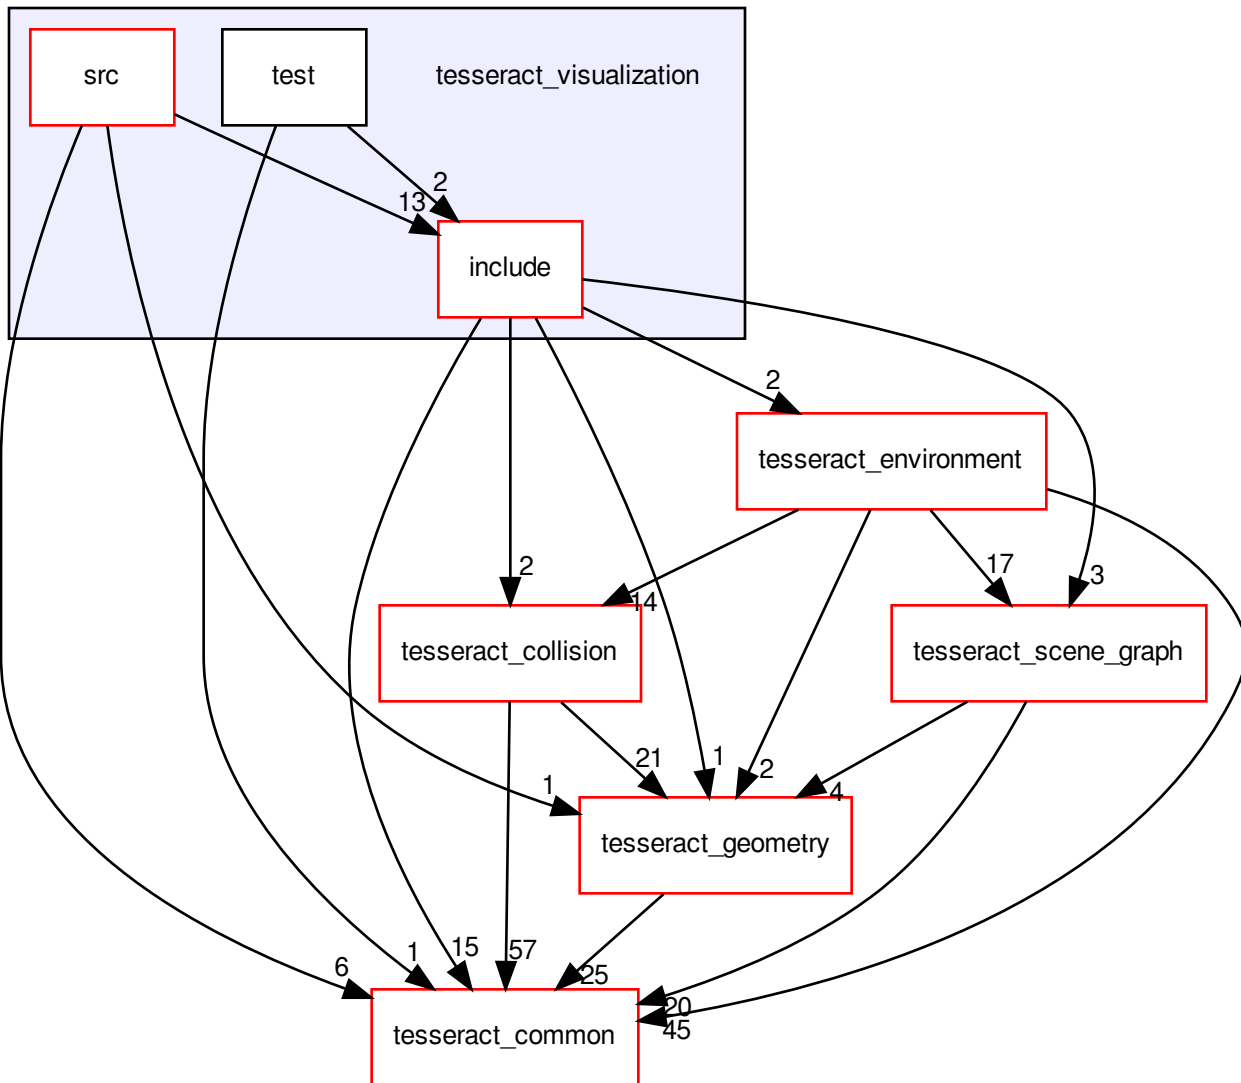 src
test
tesseract_visualization
2
13
include
2
tesseract_environment
2
17
3
14
tesseract_collision
tesseract_scene_graph
21
1
2
1
4
tesseract_geometry
15
57
1
6
25
20
45
tesseract_common